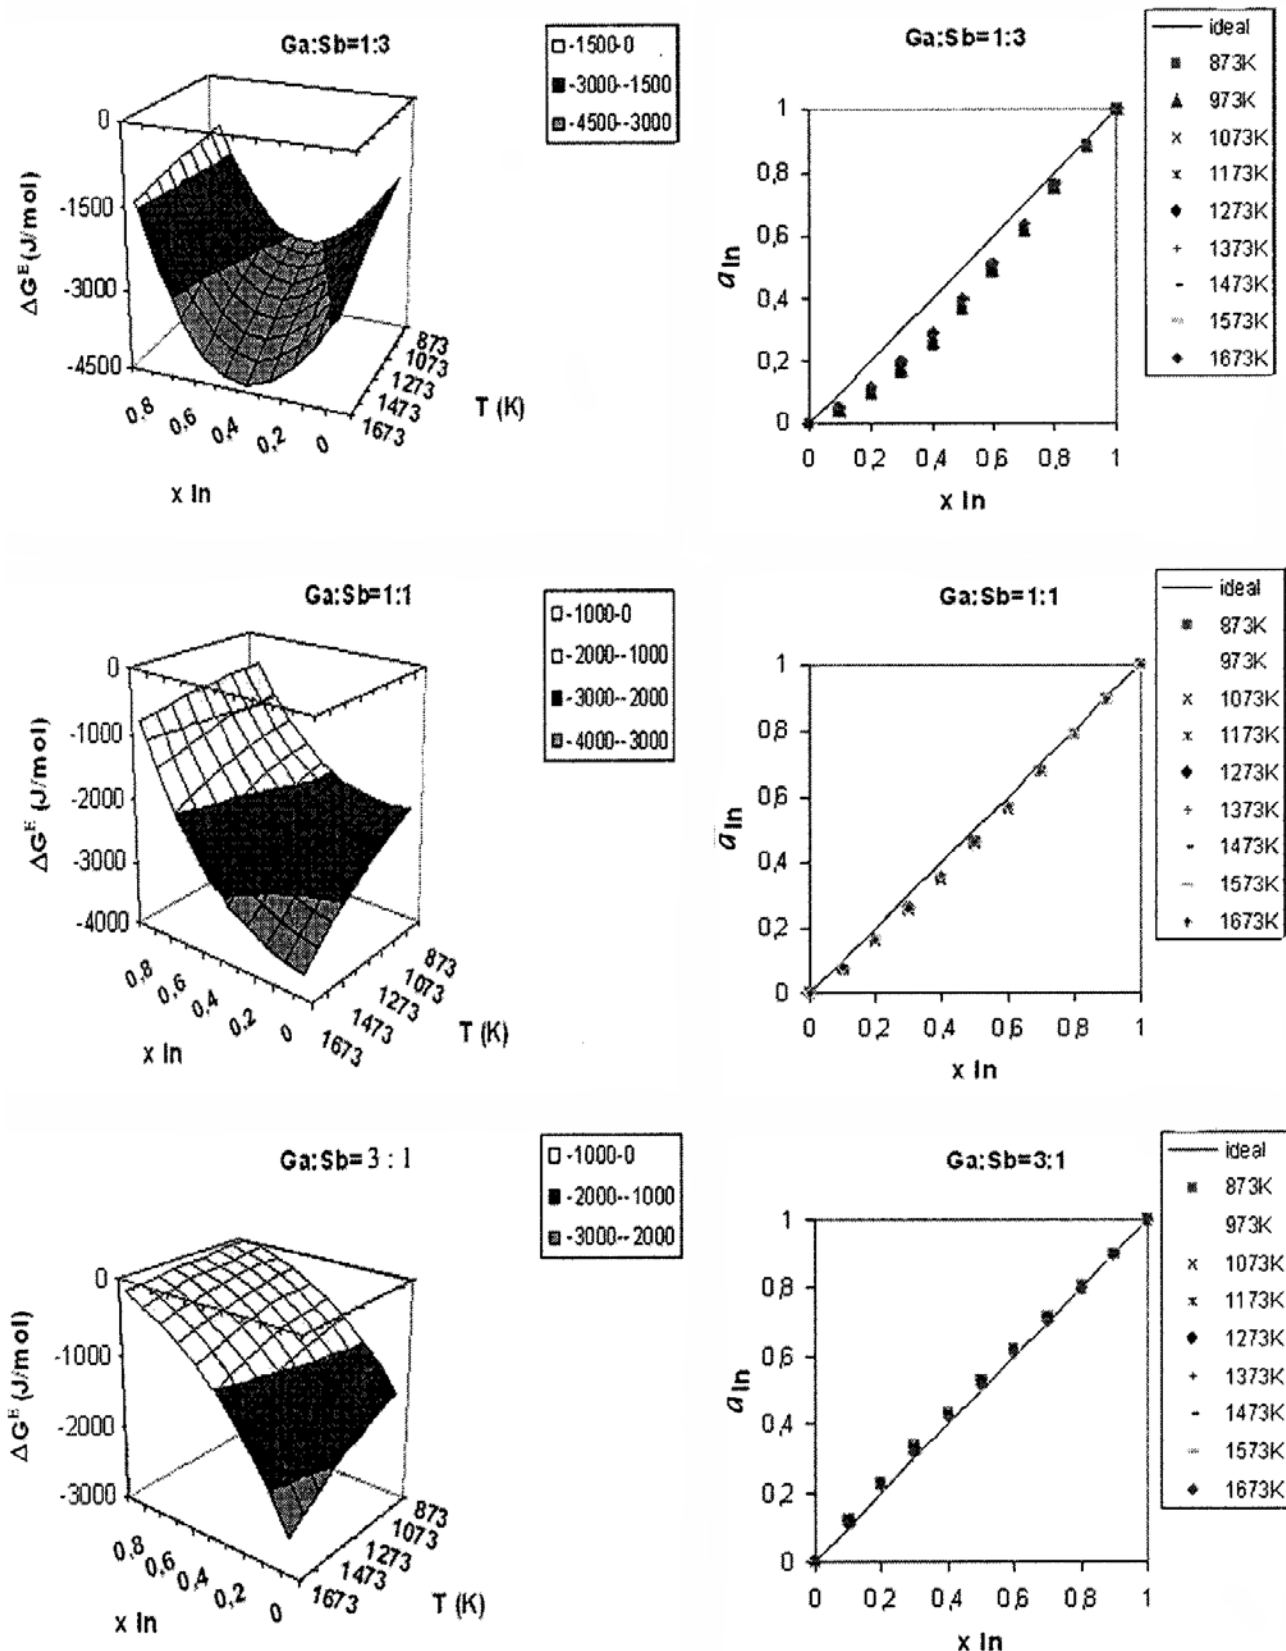 Ga:Sb=1:3
-1500-0
-3000--1500
-4500--3000
0
-1500
-3000
-4500
ΔG^E (J/mol)
0,8
0,6
0,4
0,2
0
x In
873
1073
1273
1473
1673
T (K)
Ga:Sb=1:3
ideal
873K
973K
1073K
1173K
1273K
1373K
1473K
1573K
1673K
1
0,8
0,6
0,4
0,2
0
a In
0 0,2 0,4 0,6 0,8 1
x In
Ga:Sb=1:1
-1000-0
-2000--1000
-3000--2000
-4000--3000
0
-1000
-2000
-3000
-4000
ΔG^E (J/mol)
0,8
0,6
0,4
0,2
0
x In
873
1073
1273
1473
1673
T (K)
Ga:Sb=1:1
ideal
873K
973K
1073K
1173K
1273K
1373K
1473K
1573K
1673K
1
0,8
0,6
0,4
0,2
0
a In
0 0,2 0,4 0,6 0,8 1
x In
Ga:Sb=3 : 1
-1000-0
-2000--1000
-3000--2000
0
-1000
-2000
-3000
ΔG^E (J/mol)
0,8
0,6
0,4
0,2
0
x In
873
1073
1273
1473
1673
T (K)
Ga:Sb=3:1
ideal
873K
973K
1073K
1173K
1273K
1373K
1473K
1573K
1673K
1
0,8
0,6
0,4
0,2
0
a In
0 0,2 0,4 0,6 0,8 1
x In